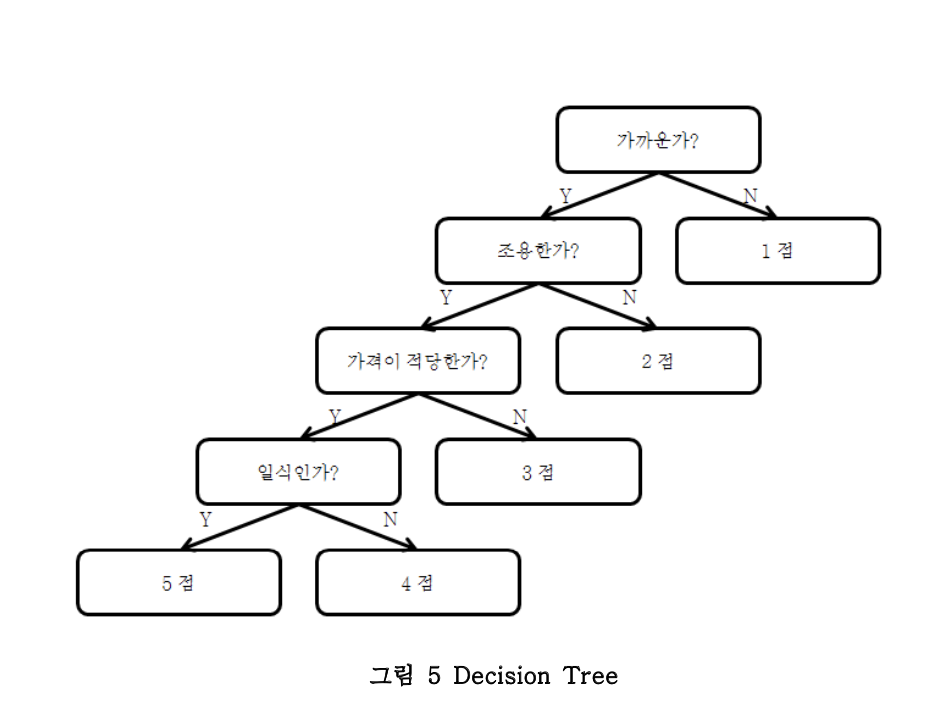 가까운가?
Y
N
조용한가?
1 점
Y
N
가격이 적당한가?
2 점
Y
N
일식인가?
3 점
Y
N
5 점
4 점
그림 5 Decision Tree